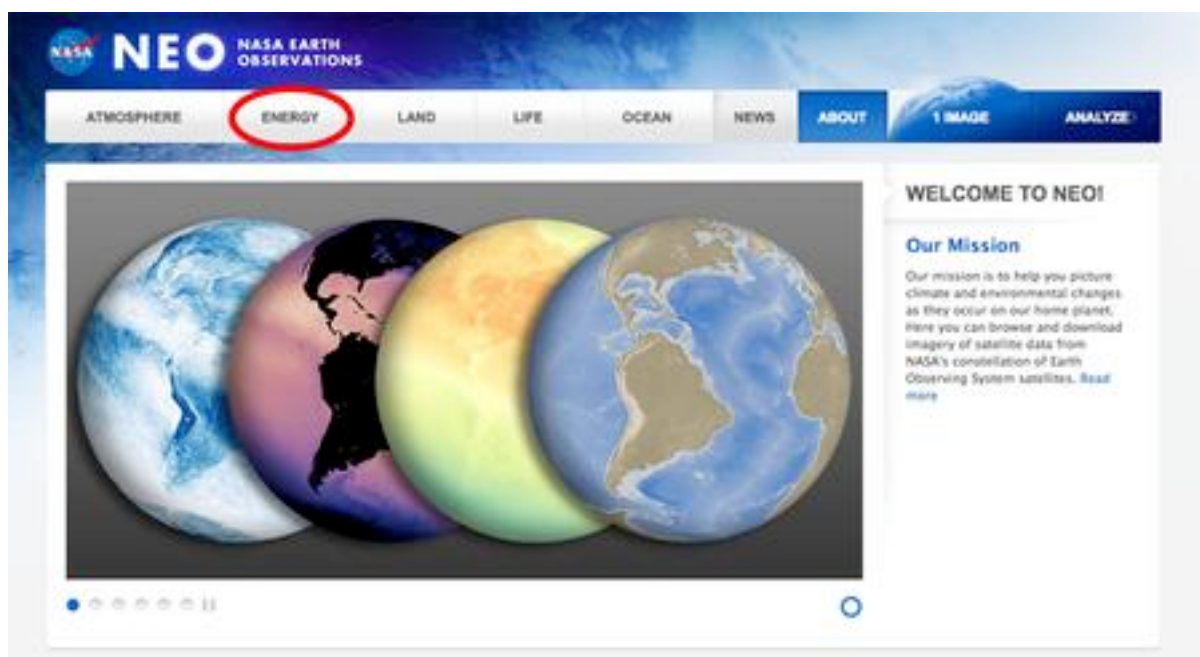 NASA
NEO
NASA EARTH
OBSERVATIONS
ATMOSPHERE ENERGY LAND LIFE OCEAN NEWS ABOUT 1 IMAGE ANALYZE
WELCOME TO NEO!
Our Mission
Our mission is to help you picture
climate and environmental changes
as they occur on our home planet.
Here you can browse and download
imagery of satellite data from
NASA's constellation of Earth
Observing System satellites. Read
more